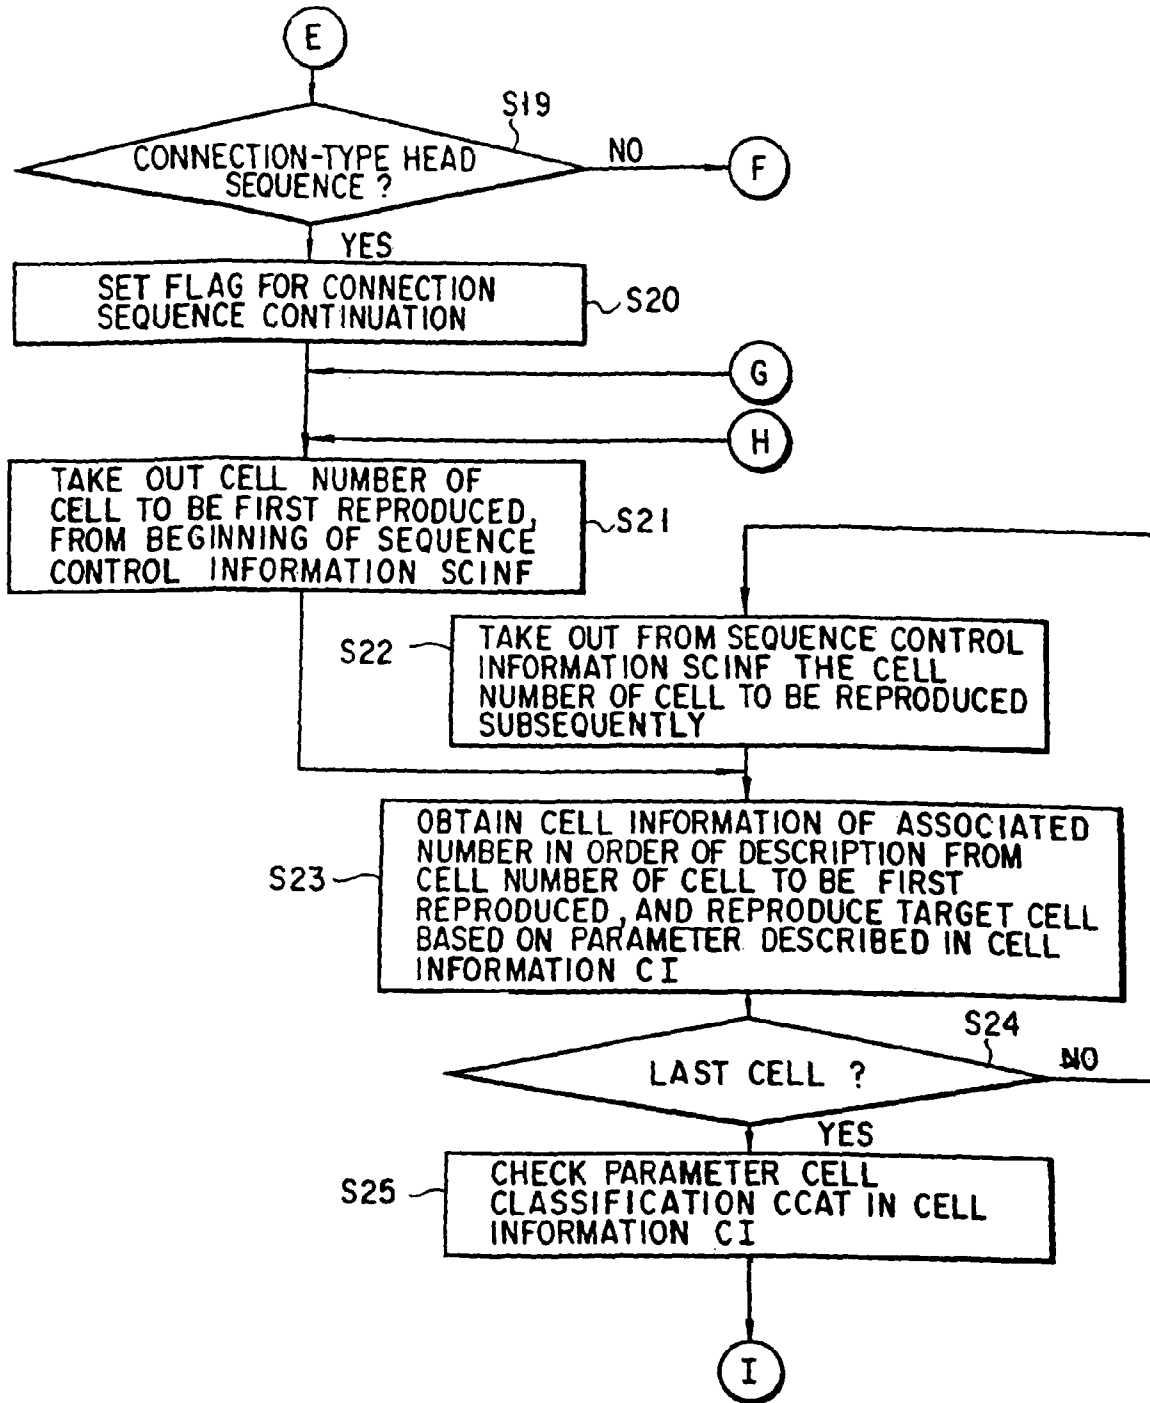 E
S19
CONNECTION-TYPE HEAD
SEQUENCE ?
NO
F
YES
SET FLAG FOR CONNECTION
SEQUENCE CONTINUATION
S20
G
H
TAKE OUT CELL NUMBER OF
CELL TO BE FIRST REPRODUCED,
FROM BEGINNING OF SEQUENCE
CONTROL INFORMATION SCINF
S21
S22
TAKE OUT FROM SEQUENCE CONTROL
INFORMATION SCINF THE CELL
NUMBER OF CELL TO BE REPRODUCED
SUBSEQUENTLY
S23
OBTAIN CELL INFORMATION OF ASSOCIATED
NUMBER IN ORDER OF DESCRIPTION FROM
CELL NUMBER OF CELL TO BE FIRST
REPRODUCED, AND REPRODUCE TARGET CELL
BASED ON PARAMETER DESCRIBED IN CELL
INFORMATION CI
S24
LAST CELL ?
NO
YES
S25
CHECK PARAMETER CELL
CLASSIFICATION CCAT IN CELL
INFORMATION CI
I